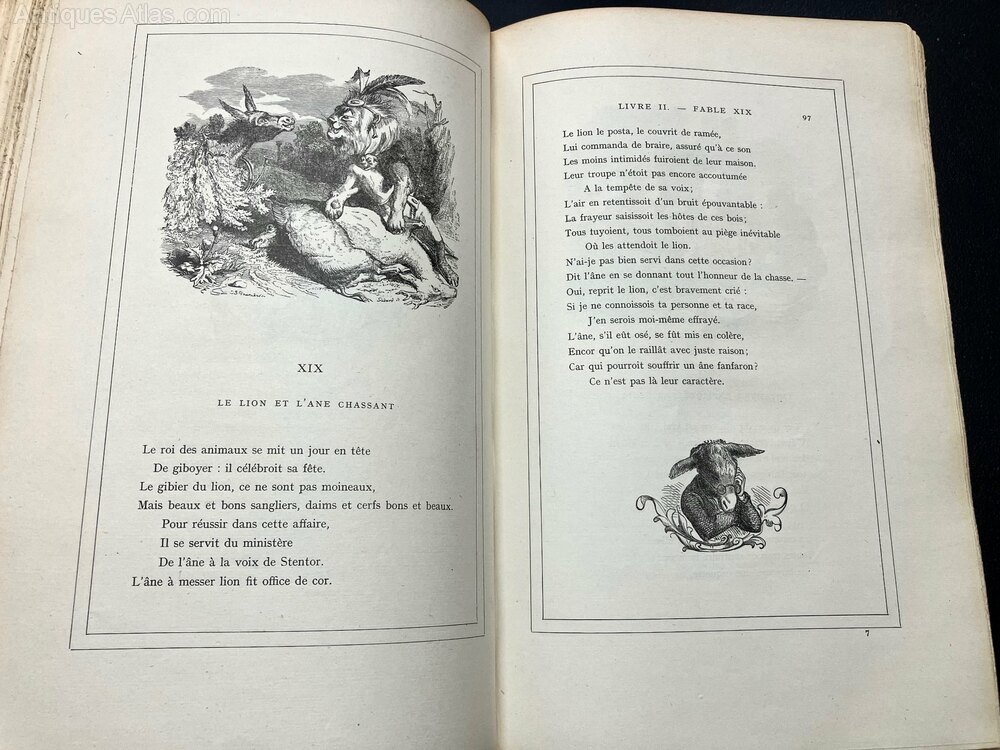 Antiques Atlas.com
XIX
LE LION ET L'ANE CHASSANT
Le roi des animaux se mit un jour en tête
De giboyer : il célébroit sa fête.
Le gibier du lion, ce ne sont pas moineaux,
Mais beaux et bons sangliers, daims et cerfs bons et beaux.
Pour réussir dans cette affaire,
Il se servit du ministère
De l'âne à la voix de Stentor.
L'âne à messer lion fit office de cor.
LIVRE II. — FABLE XIX
97
Le lion le posta, le couvrit de ramée,
Lui commanda de braire, assuré qu'à ce son
Les moins intimidés fuiroient de leur maison.
Leur troupe n'étoit pas encore accoutumée
A la tempête de sa voix;
L'air en retentissoit d'un bruit épouvantable :
La frayeur saisissoit les hôtes de ces bois;
Tous fuyoient, tous tomboient au piège inévitable
Où les attendoit le lion.
N'ai-je pas bien servi dans cette occasion?
Dit l'âne en se donnant tout l'honneur de la chasse. —
Oui, reprit le lion, c'est bravement crié :
Si je ne connoissois ta personne et ta race,
J'en serois moi-même effrayé.
L'âne, s'il eût osé, se fût mis en colère,
Encor qu'on le raillât avec juste raison;
Car qui pourroit souffrir un âne fanfaron?
Ce n'est pas là leur caractère.
7